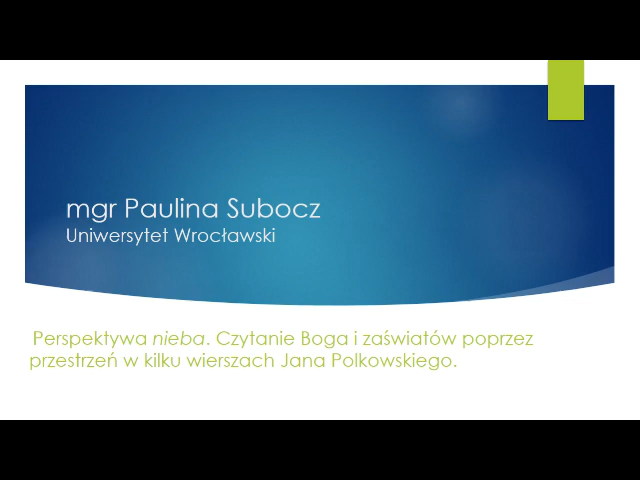 mgr Paulina Subocz
Uniwersytet Wrocławski
Perspektywa nieba. Czytanie Boga i zaświatów poprzez
przestrzeń w kilku wierszach Jana Polkowskiego.